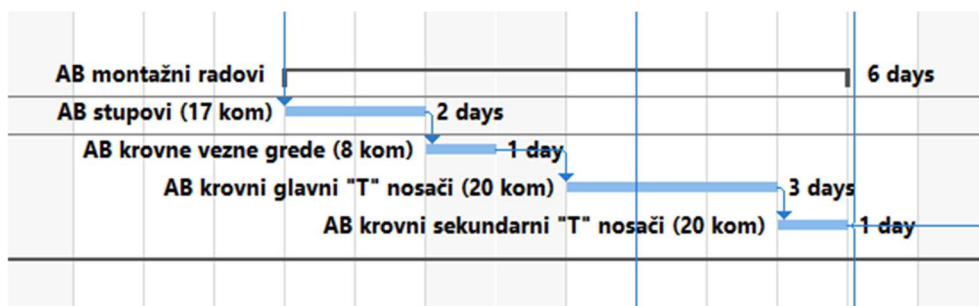 AB montažni radovi 6 days
AB stupovi (17 kom) 2 days
AB krovne vezne grede (8 kom) 1 day
AB krovni glavni "T" nosači (20 kom) 3 days
AB krovni sekundarni "T" nosači (20 kom) 1 day